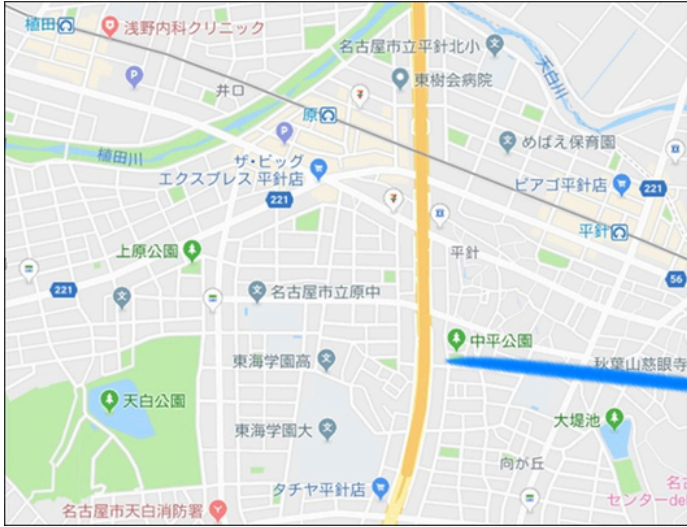 植田
浅野内科クリニック
名古屋市立平針北小
P
井口
東樹会病院
天白川
原
P
めばえ保育園
植田川
ザ・ビッグ
エクスプレス 平針店
ピアゴ平針店
221
221
平針
上原公園
平針
56
221
名古屋市立原中
中平公園
東海学園高
秋葉山慈眼寺
天白公園
大堤池
東海学園大
向が丘
タチヤ平針店
名古屋市天白消防署
名古
センターde